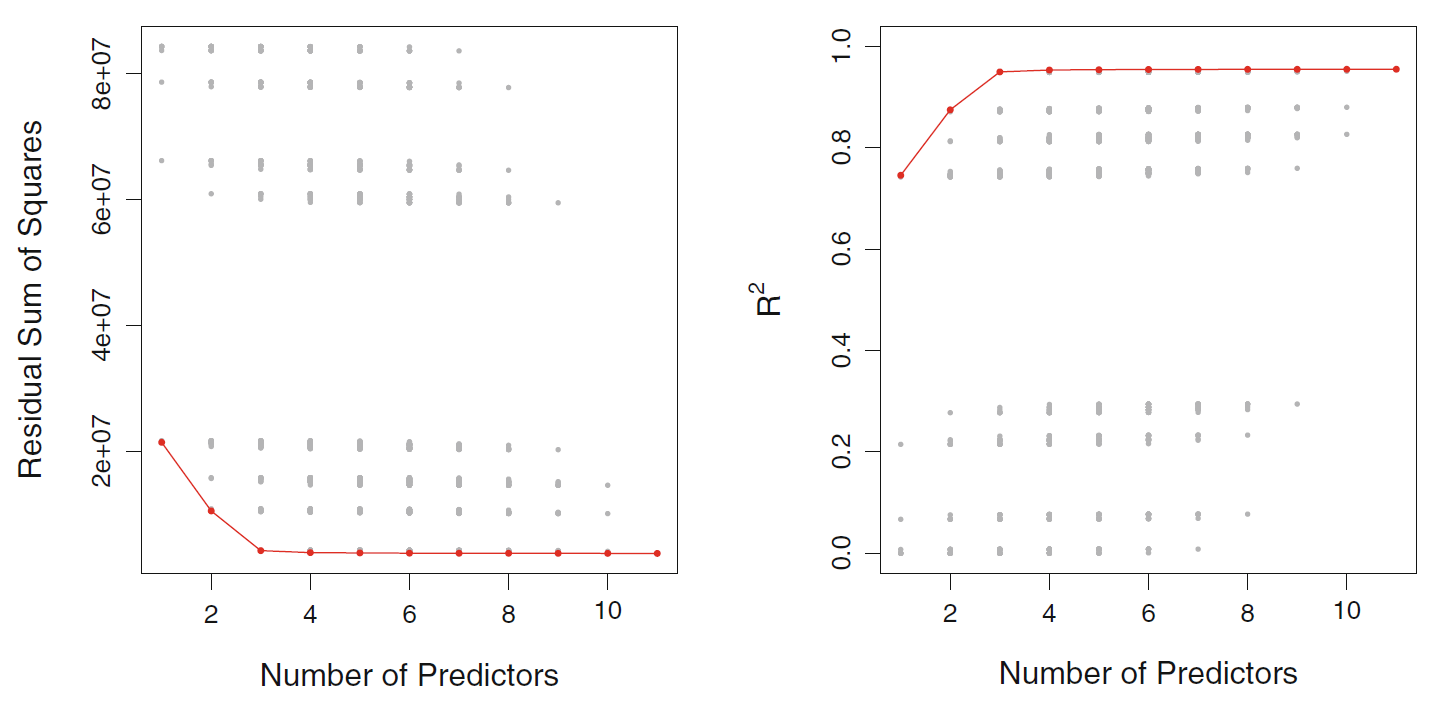 Residual Sum of Squares
8e+07
6e+07
4e+07
2e+07
2 4 6 8 10
Number of Predictors
R²
1.0
0.8
0.6
0.4
0.2
0.0
2 4 6 8 10
Number of Predictors